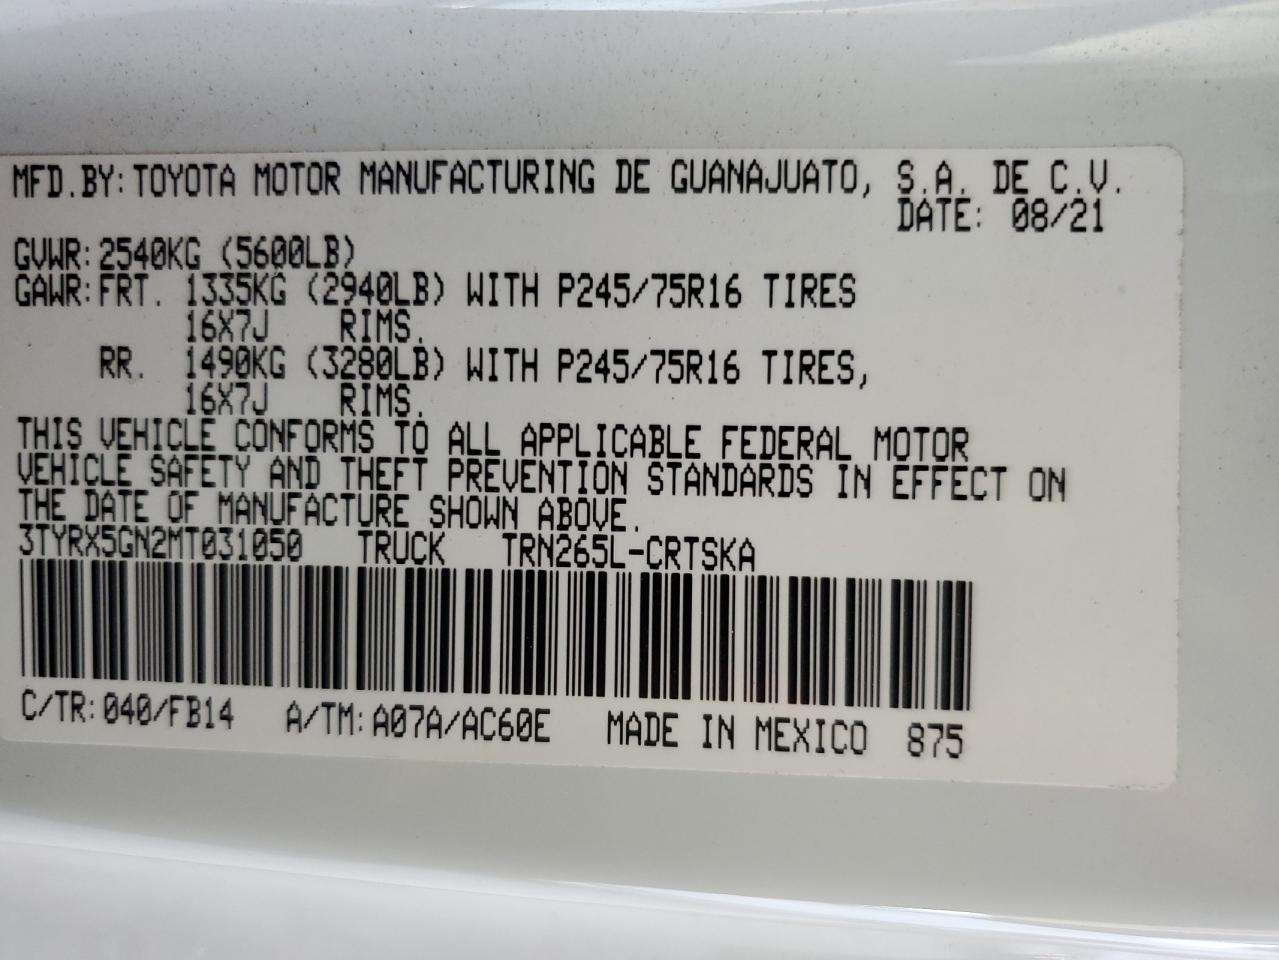 MFD.BY:TOYOTA MOTOR MANUFACTURING DE GUANAJUATO, S.A. DE C.V.
DATE: 08/21
GVWR:2540KG (5600LB)
GAWR:FRT. 1335KG (2940LB) WITH P245/75R16 TIRES
16X7J RIMS.
RR. 1490KG (3280LB) WITH P245/75R16 TIRES,
16X7J RIMS.
THIS VEHICLE CONFORMS TO ALL APPLICABLE FEDERAL MOTOR
VEHICLE SAFETY AND THEFT PREVENTION STANDARDS IN EFFECT ON
THE DATE OF MANUFACTURE SHOWN ABOVE.
3TYRX5GN2MT031050 TRUCK TRN265L-CRTSKA
C/TR:040/FB14 A/TM:A07A/AC60E MADE IN MEXICO 875